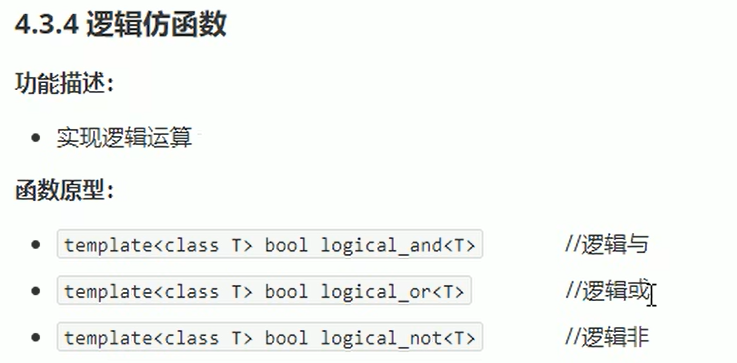 4.3.4 逻辑仿函数
功能描述：
• 实现逻辑运算
函数原型：
• template<class T> bool logical_and<T> //逻辑与
• template<class T> bool logical_or<T> //逻辑或
• template<class T> bool logical_not<T> //逻辑非